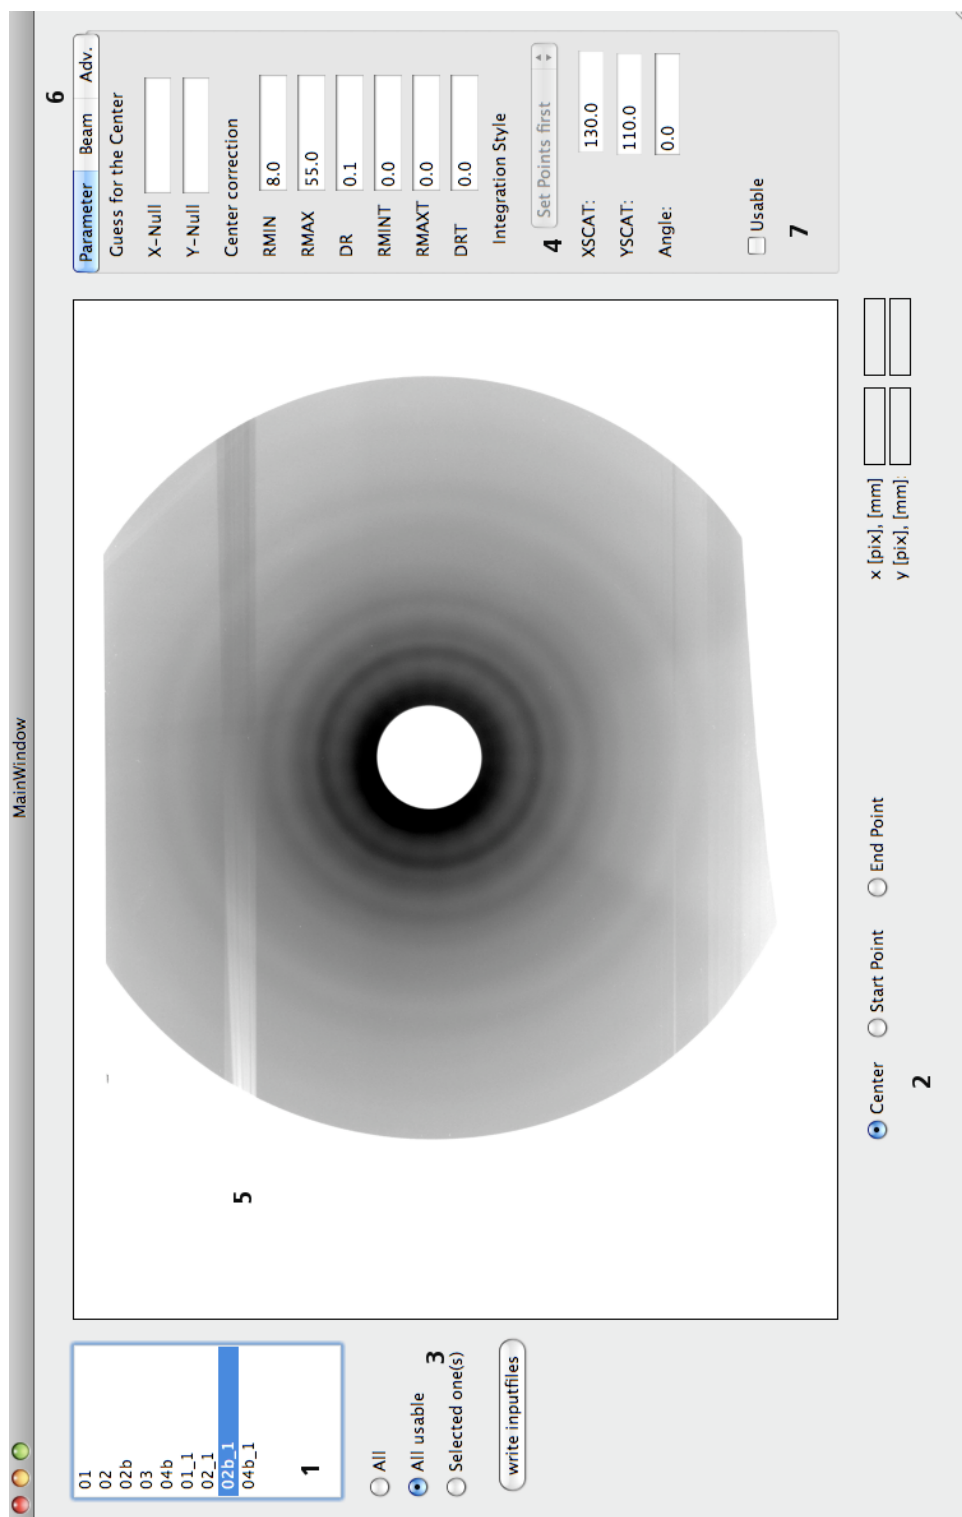 MainWindow
01
02
02b
03
04b
01_1
02_1
02b_1
04b_1
1
All
All usable
Selected one(s)
3
write inputfiles
5
Center
Start Point
End Point
2
x [pix], [mm]
y [pix], [mm]:
6
Parameter Beam Adv.
Guess for the Center
X-Null
Y-Null
Center correction
RMIN 8.0
RMAX 55.0
DR 0.1
RMINT 0.0
RMAXT 0.0
DRT 0.0
Integration Style
4 Set Points first
XSCAT: 130.0
YSCAT: 110.0
Angle: 0.0
Usable
7